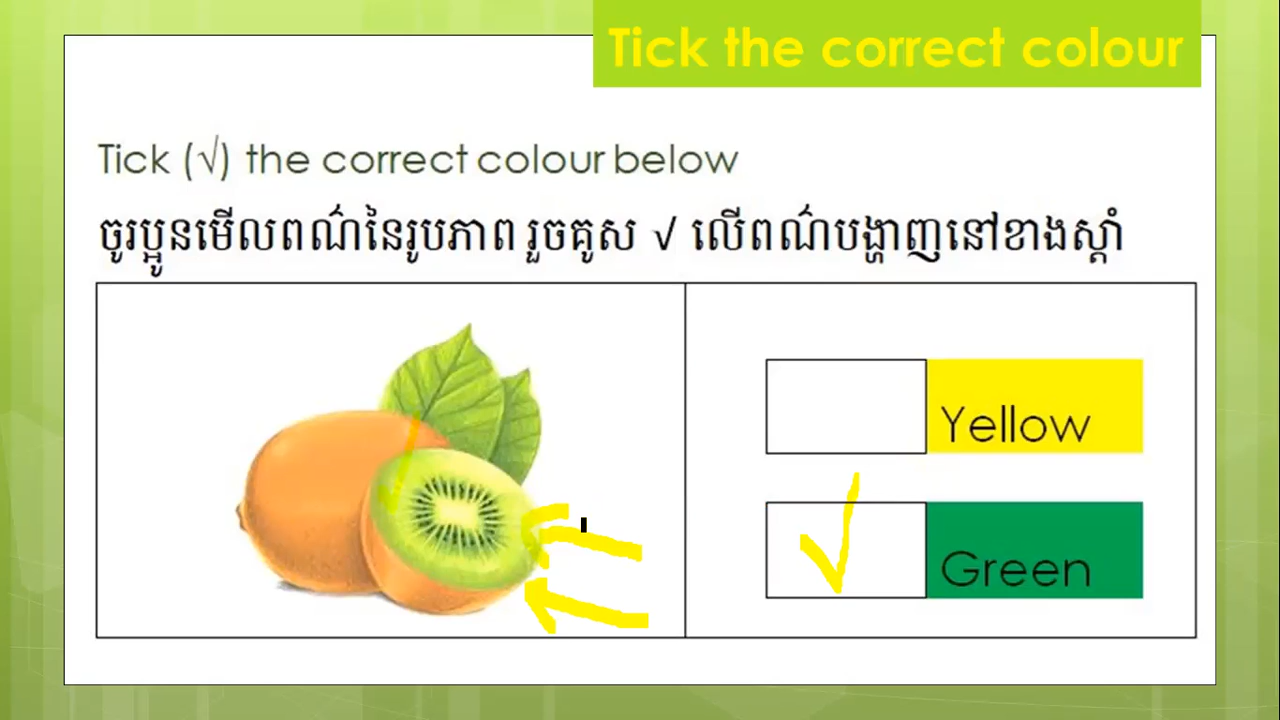 Tick the correct colour
Tick (√) the correct colour below
ចូរប្អូនមើលពណ៌នៃរូបភាព រួចគូស √ លើពណ៌បង្ហាញនៅខាងស្ដាំ
Yellow
Green